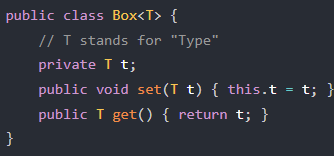 public class Box<T> {
    // T stands for "Type"
    private T t;
    public void set(T t) { this.t = t; }
    public T get() { return t; }
}